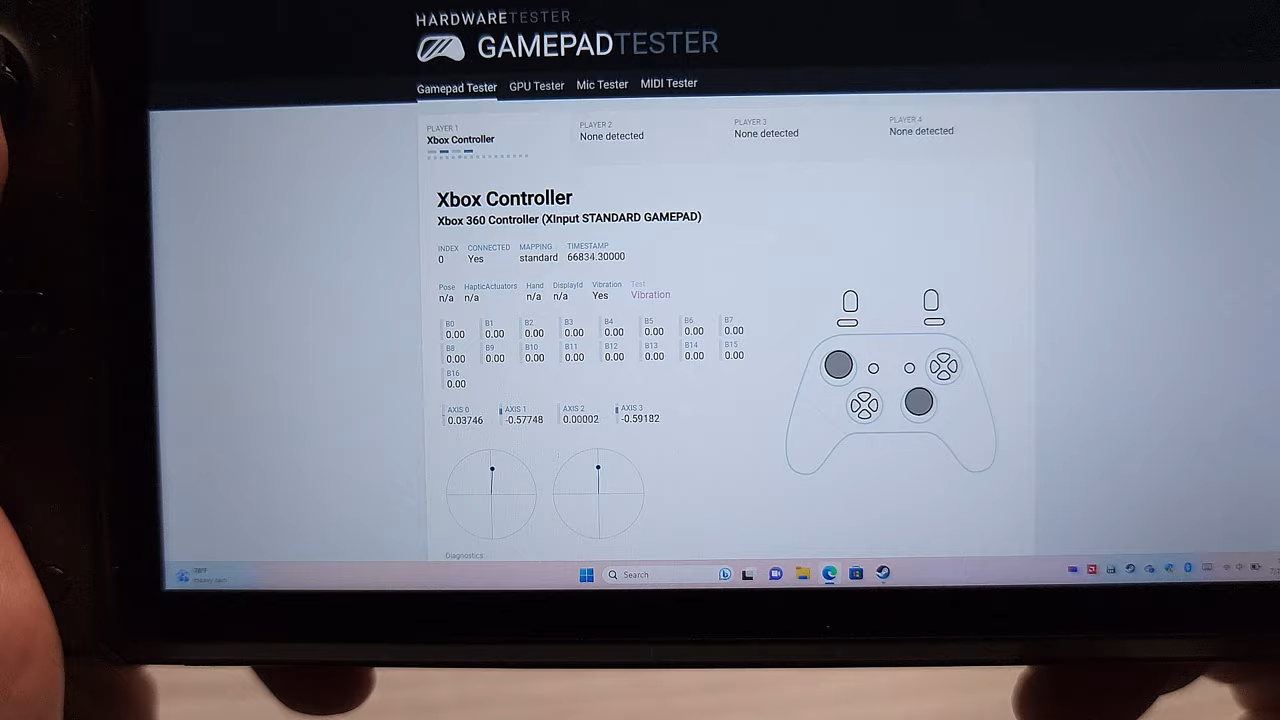 HARDWARETESTER
GAMEPADTESTER
Gamepad Tester GPU Tester Mic Tester MIDI Tester
PLAYER 1 PLAYER 2 PLAYER 3 PLAYER 4
Xbox Controller None detected None detected None detected
Xbox Controller
Xbox 360 Controller (XInput STANDARD GAMEPAD)
INDEX CONNECTED MAPPING TIMESTAMP
0 Yes standard 66834.30000
Pose HapticActuators Hand DisplayId Vibration Test
n/a n/a n/a n/a Yes Vibration
B0 B1 B2 B3 B4 B5 B6 B7
0.00 0.00 0.00 0.00 0.00 0.00 0.00 0.00
B8 B9 B10 B11 B12 B13 B14 B15
0.00 0.00 0.00 0.00 0.00 0.00 0.00 0.00
B16
0.00
AXIS 0 AXIS 1 AXIS 2 AXIS 3
0.03746 -0.57748 0.00002 -0.59182
Diagnostics
Search